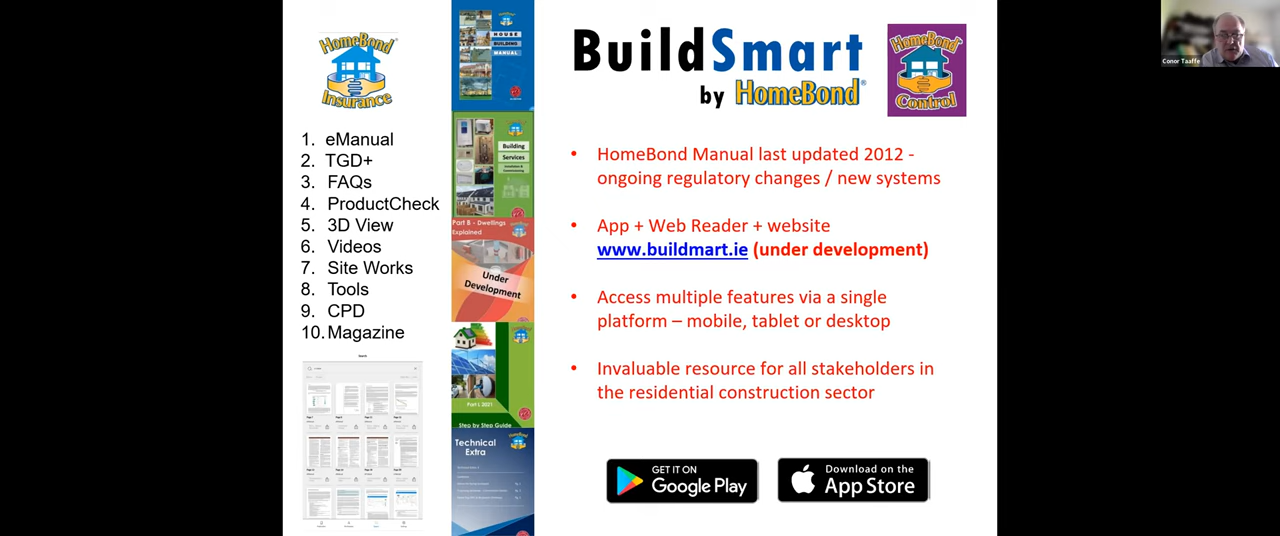 HomeBond®
Insurance
1. eManual
2. TGD+
3. FAQs
4. ProductCheck
5. 3D View
6. Videos
7. Site Works
8. Tools
9. CPD
10. Magazine
Search
HOUSE
BUILDING
MANUAL
Building
Services
Part B - Dwellings
Explained
Under
Development
Part L 2021
Step by Step Guide
Technical
Extra
BuildSmart
by HomeBond®
HomeBond
Control
• HomeBond Manual last updated 2012 -
ongoing regulatory changes / new systems
• App + Web Reader + website
www.buildmart.ie (under development)
• Access multiple features via a single
platform – mobile, tablet or desktop
• Invaluable resource for all stakeholders in
the residential construction sector
GET IT ON
Google Play
Download on the
App Store
Conor Taaffe